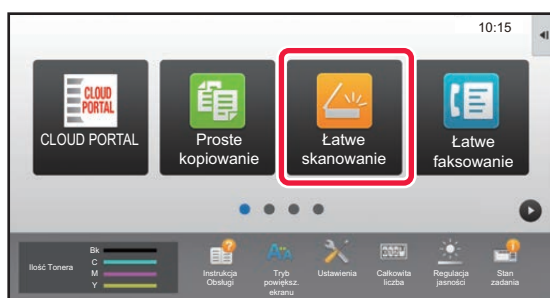 10:15
CLOUD
PORTAL
CLOUD PORTAL
Proste
kopiowanie
Łatwe
skanowanie
Łatwe
faksowanie
Ilość Tonera
Bk
C
M
Y
Instrukcja
Obsługi
Tryb
powiększ.
ekranu
Ustawienia
Całkowita
liczba
Regulacja
jasności
Stan
zadania